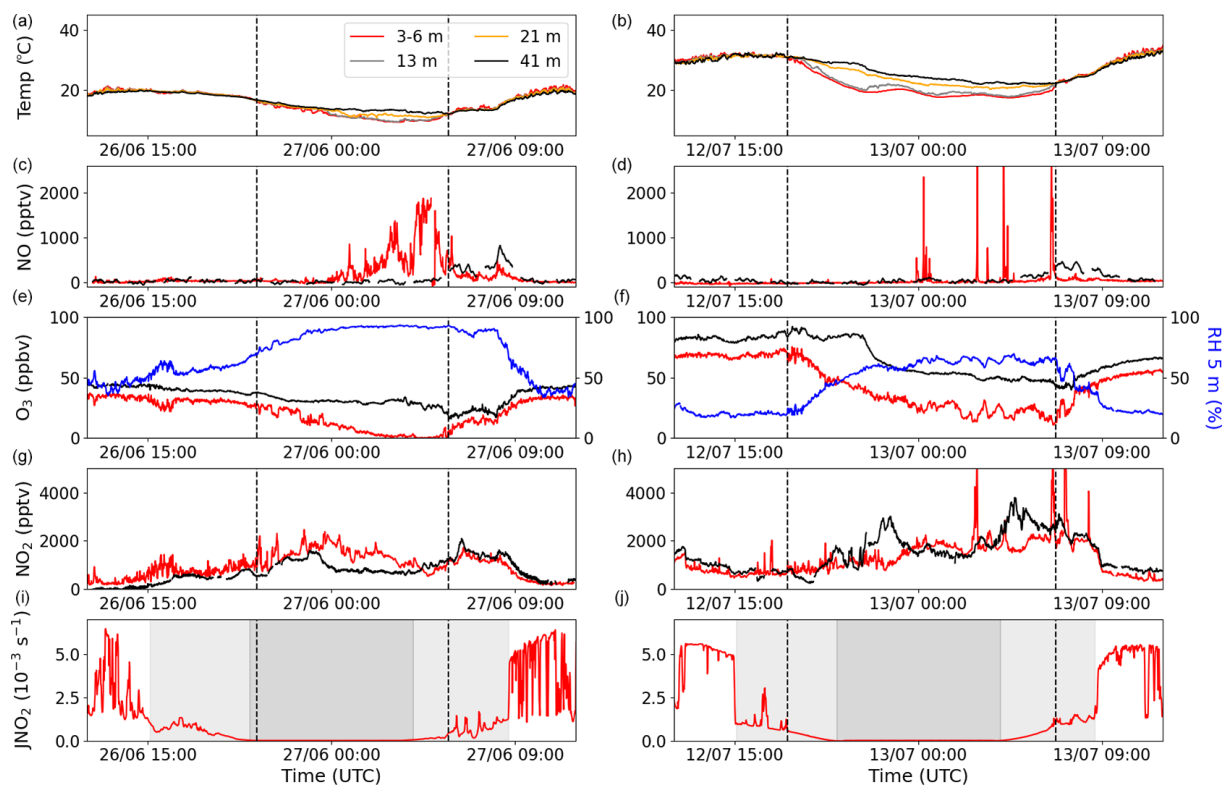 (a)
Temp (℃)
40
20
3-6 m
13 m
21 m
41 m
26/06 15:00
27/06 00:00
27/06 09:00
(b)
40
20
12/07 15:00
13/07 00:00
13/07 09:00
(c)
NO (pptv)
2000
1000
0
26/06 15:00
27/06 00:00
27/06 09:00
(d)
2000
1000
0
12/07 15:00
13/07 00:00
13/07 09:00
(e)
O₃ (ppbv)
100
50
0
100
50
0
26/06 15:00
27/06 00:00
27/06 09:00
(f)
100
50
0
100
50
0
RH 5 m (%)
12/07 15:00
13/07 00:00
13/07 09:00
(g)
NO₂ (pptv)
4000
2000
0
26/06 15:00
27/06 00:00
27/06 09:00
(h)
4000
2000
0
12/07 15:00
13/07 00:00
13/07 09:00
(i)
JNO₂ (10⁻³ s⁻¹)
5.0
2.5
0.0
26/06 15:00
27/06 00:00
27/06 09:00
Time (UTC)
(j)
5.0
2.5
0.0
12/07 15:00
13/07 00:00
13/07 09:00
Time (UTC)